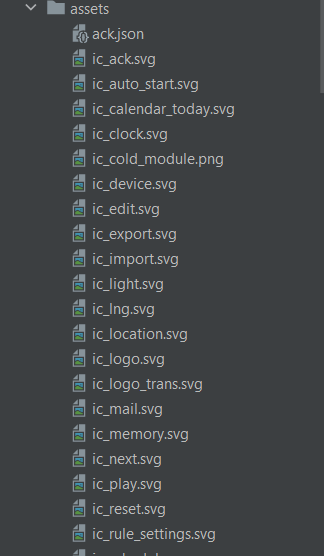 assets
ack.json
ic_ack.svg
ic_auto_start.svg
ic_calendar_today.svg
ic_clock.svg
ic_cold_module.png
ic_device.svg
ic_edit.svg
ic_export.svg
ic_import.svg
ic_light.svg
ic_lng.svg
ic_location.svg
ic_logo.svg
ic_logo_trans.svg
ic_mail.svg
ic_memory.svg
ic_next.svg
ic_play.svg
ic_reset.svg
ic_rule_settings.svg